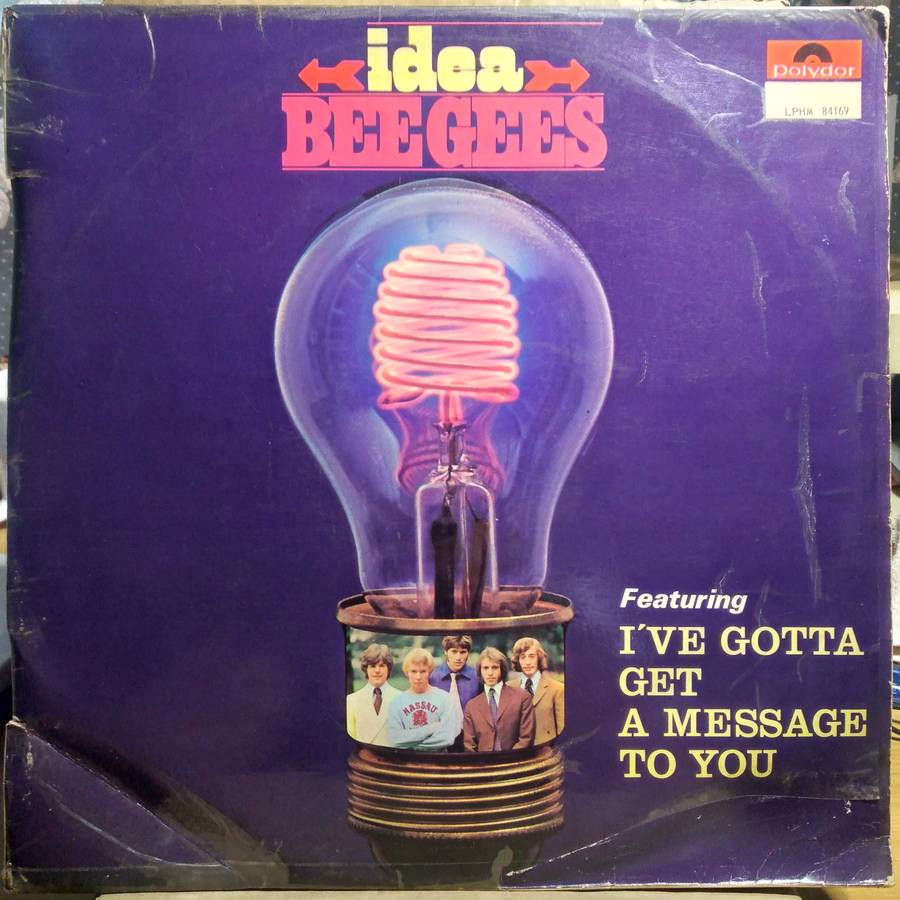 idea
BEE GEES
polydor
LPHM 84169
Featuring
I´VE GOTTA
GET
A MESSAGE
TO YOU
NASSAU